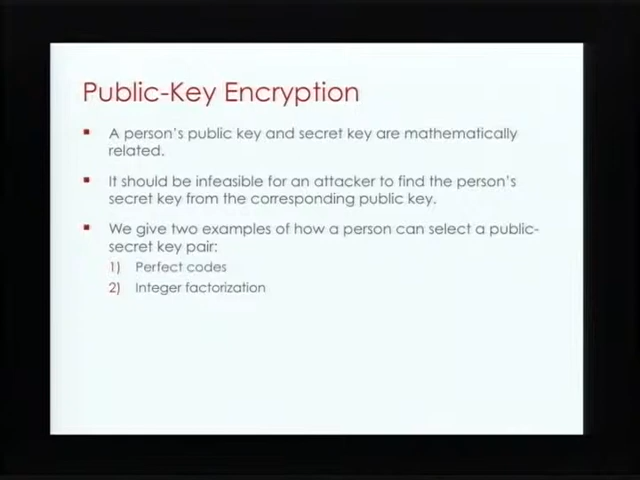 Public-Key Encryption
▪ A person's public key and secret key are mathematically
related.
▪ It should be infeasible for an attacker to find the person's
secret key from the corresponding public key.
▪ We give two examples of how a person can select a public-
secret key pair:
1) Perfect codes
2) Integer factorization